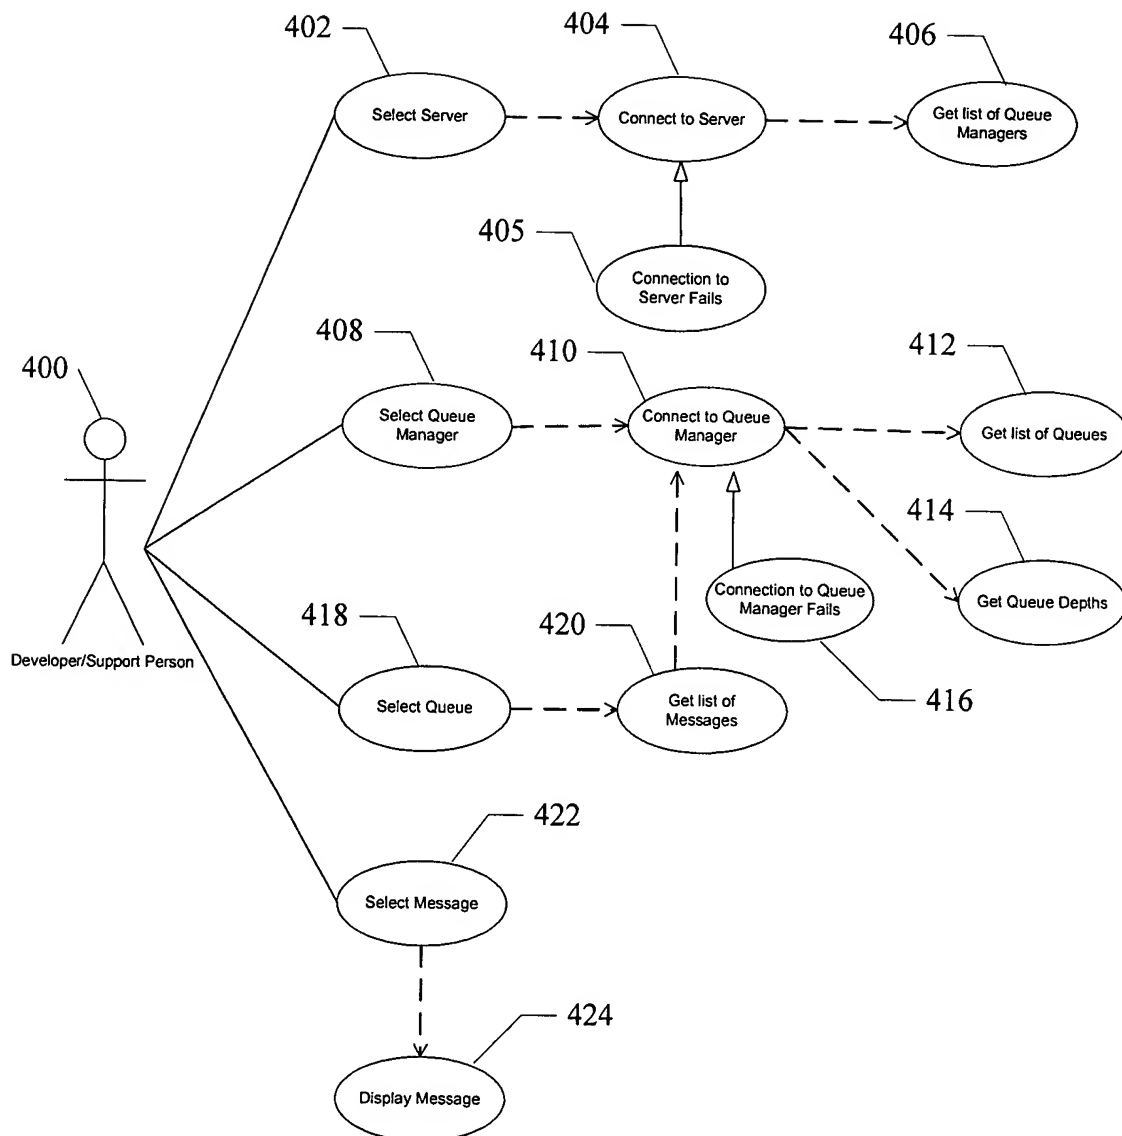 402
404
406
Select Server
Connect to Server
Get list of Queue
Managers
405
Connection to
Server Fails
408
410
412
400
Select Queue
Manager
Connect to Queue
Manager
Get list of Queues
414
Connection to Queue
Manager Fails
Get Queue Depths
418
420
Developer/Support Person
Select Queue
Get list of
Messages
416
422
Select Message
424
Display Message